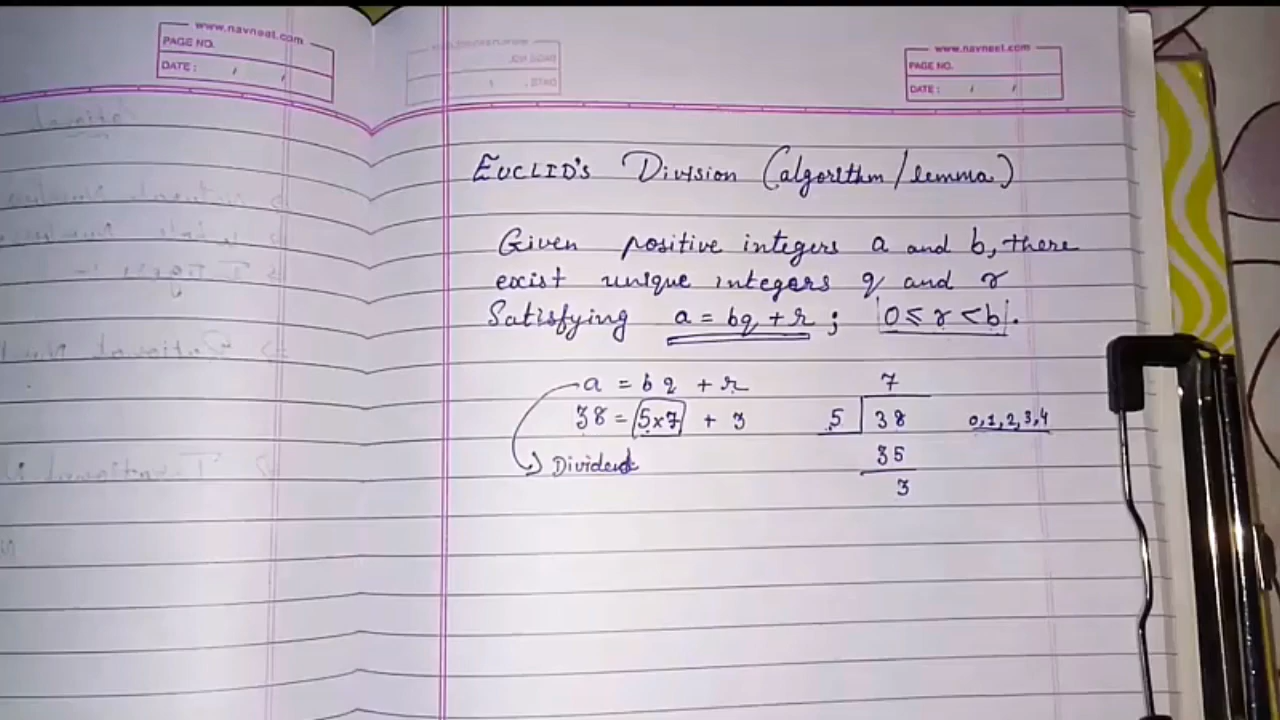 www.navneet.com
PAGE NO.
DATE : / /
www.navneet.com
PAGE NO.
DATE : / /
EUCLID's Division (algorithm/lemma)
Given positive integers a and b, there
exist unique integers q and r
Satisfying a = bq + r ; 0 ≤ r < b.
a = b q + r
38 = 5x7 + 3
Dividend
7
5 38 0,1,2,3,4
35
3